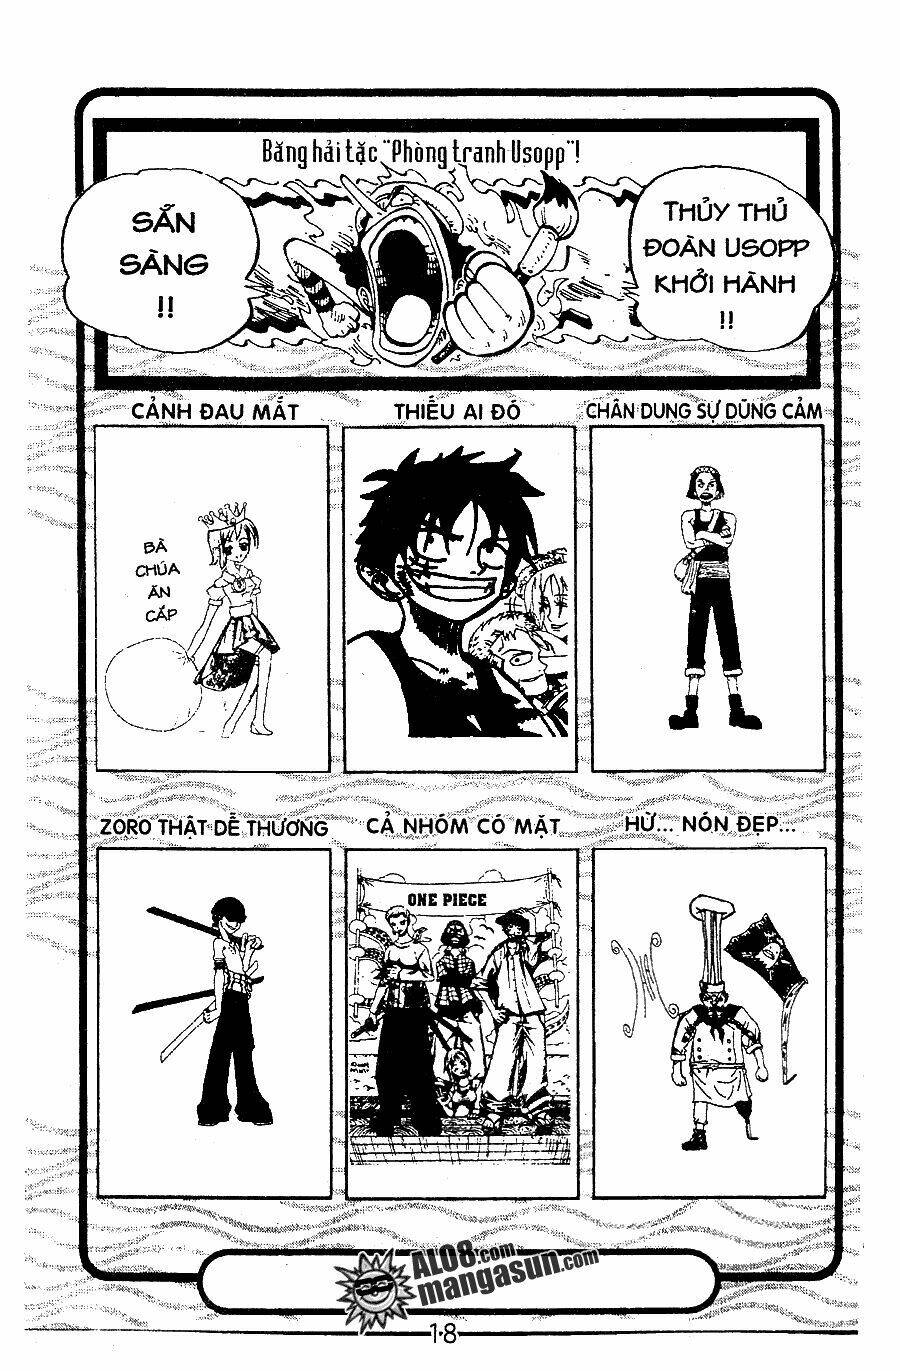 Băng hải tặc "Phòng tranh Usopp"!
SẴN
SÀNG
!!
THỦY THỦ
ĐOÀN USOPP
KHỞI HÀNH
!!
CẢNH ĐAU MẮT
THIẾU AI ĐÓ
CHÂN DUNG SỰ DŨNG CẢM
BÀ
CHÚA
ĂN
CẮP
ZORO THẬT DỄ THƯƠNG
CẢ NHÓM CÓ MẶT
HỪ... NÓN ĐẸP...
ONE PIECE
ALO8.com
mangasun.com
18